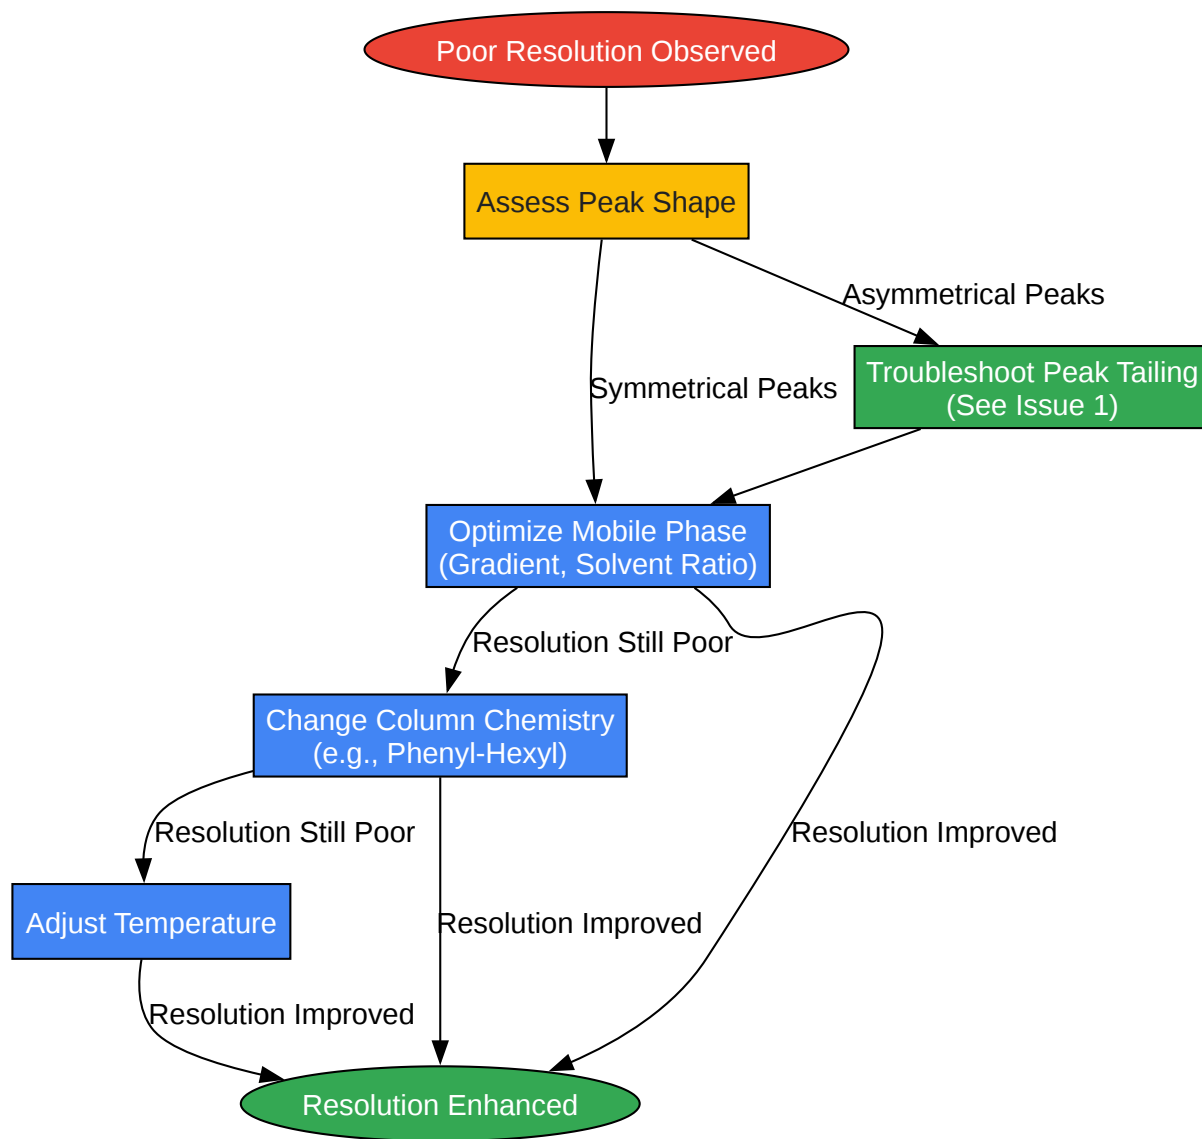 Poor Resolution Observed
Assess Peak Shape
Asymmetrical Peaks
Troubleshoot Peak Tailing
(See Issue 1)
Symmetrical Peaks
Optimize Mobile Phase
(Gradient, Solvent Ratio)
Resolution Still Poor
Change Column Chemistry
(e.g., Phenyl-Hexyl)
Resolution Still Poor
Resolution Improved
Adjust Temperature
Resolution Improved
Resolution Improved
Resolution Enhanced